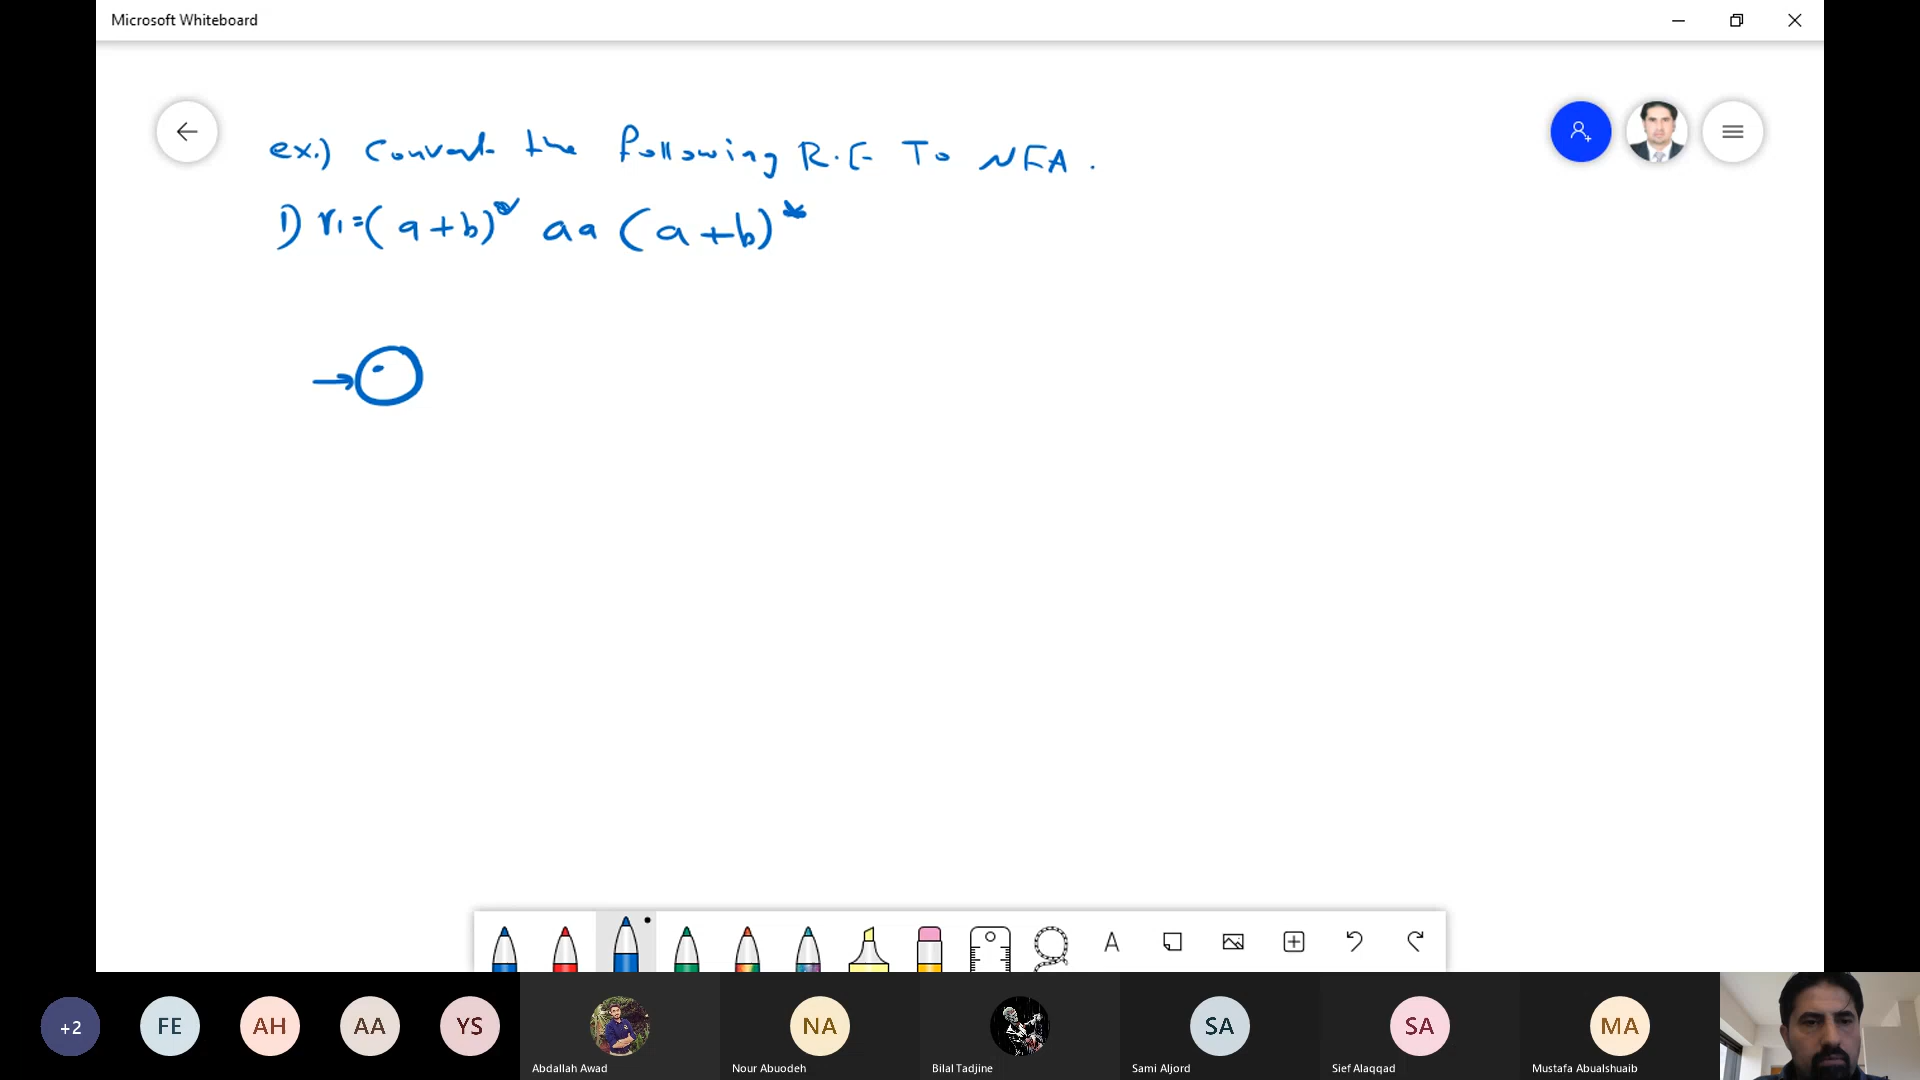 Microsoft Whiteboard
ex.) Convert the following R.E To NFA.
1) r1=(a+b)* aa (a+b)*
A
+2 FE AH AA YS NA SA SA MA
Abdallah Awad Nour Abuodeh Bilal Tadjine Sami Aljord Sief Alaqqad Mustafa Abualshuaib